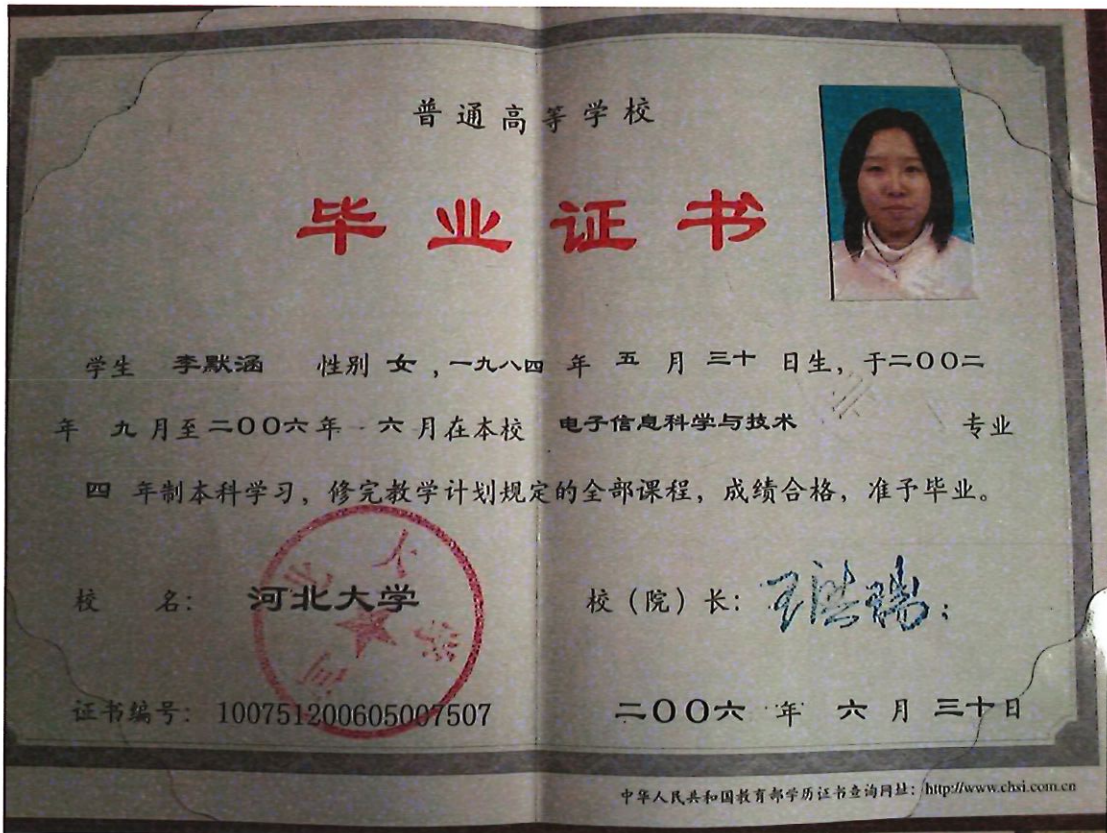 普通高等学校
毕业证书
学生 李默涵 性别 女，一九八四 年 五 月 三十 日生，于二〇〇二
年 九 月至二〇〇六年 六 月在本校 电子信息科学与技术 专业
四 年制本科学习，修完教学计划规定的全部课程，成绩合格，准予毕业。
校 名： 河北大学 校（院）长： 王洪瑞
河北大学
证书编号： 100751200605007507 二〇〇六 年 六 月 三十日
中华人民共和国教育部学历证书查询网址：http://www.chsi.com.cn